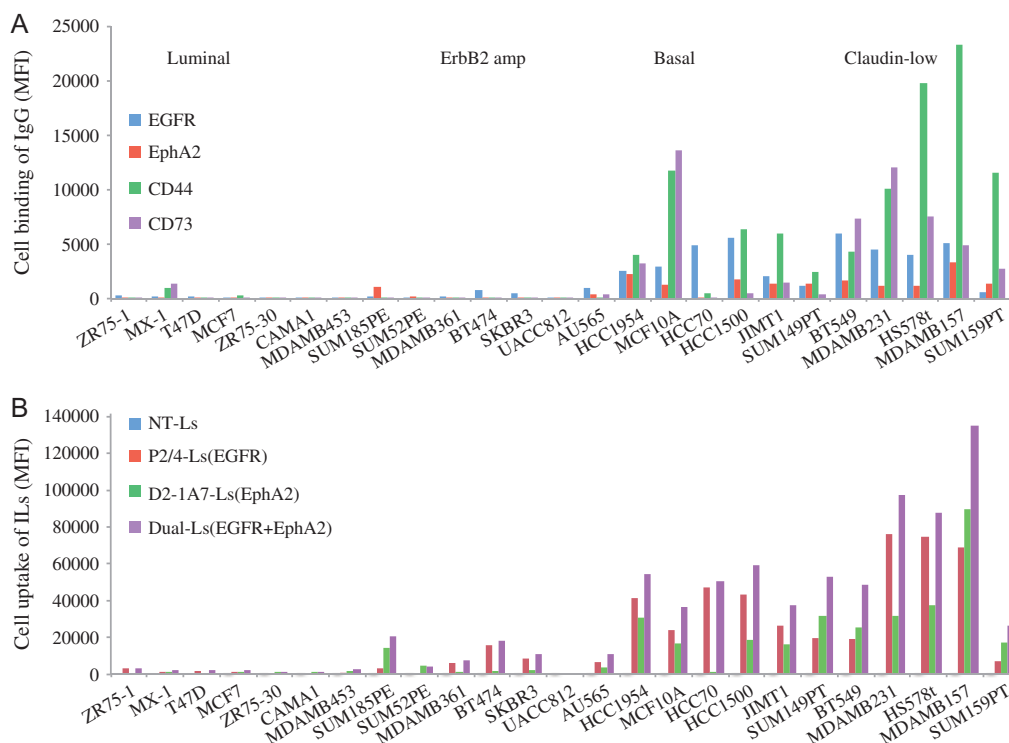 A
Cell binding of IgG (MFI)
25000
20000
15000
10000
5000
0
Luminal
ErbB2 amp
Basal
Claudin-low
EGFR
EphA2
CD44
CD73
ZR75-1
MX-1
T47D
MCF7
ZR75-30
CAMA1
MDAMB453
SUM185PE
SUM52PE
MDAMB361
BT474
SKBR3
UACC812
AU565
HCC1954
MCF10A
HCC70
HCC1500
JIMT1
SUM149PT
BT549
MDAMB231
HS578t
MDAMB157
SUM159PT
B
Cell uptake of ILs (MFI)
140000
120000
100000
80000
60000
40000
20000
0
NT-Ls
P2/4-Ls(EGFR)
D2-1A7-Ls(EphA2)
Dual-Ls(EGFR+EphA2)
ZR75-1
MX-1
T47D
MCF7
ZR75-30
CAMA1
MDAMB453
SUM185PE
SUM52PE
MDAMB361
BT474
SKBR3
UACC812
AU565
HCC1954
MCF10A
HCC70
HCC1500
JIMT1
SUM149PT
BT549
MDAMB231
HS578t
MDAMB157
SUM159PT